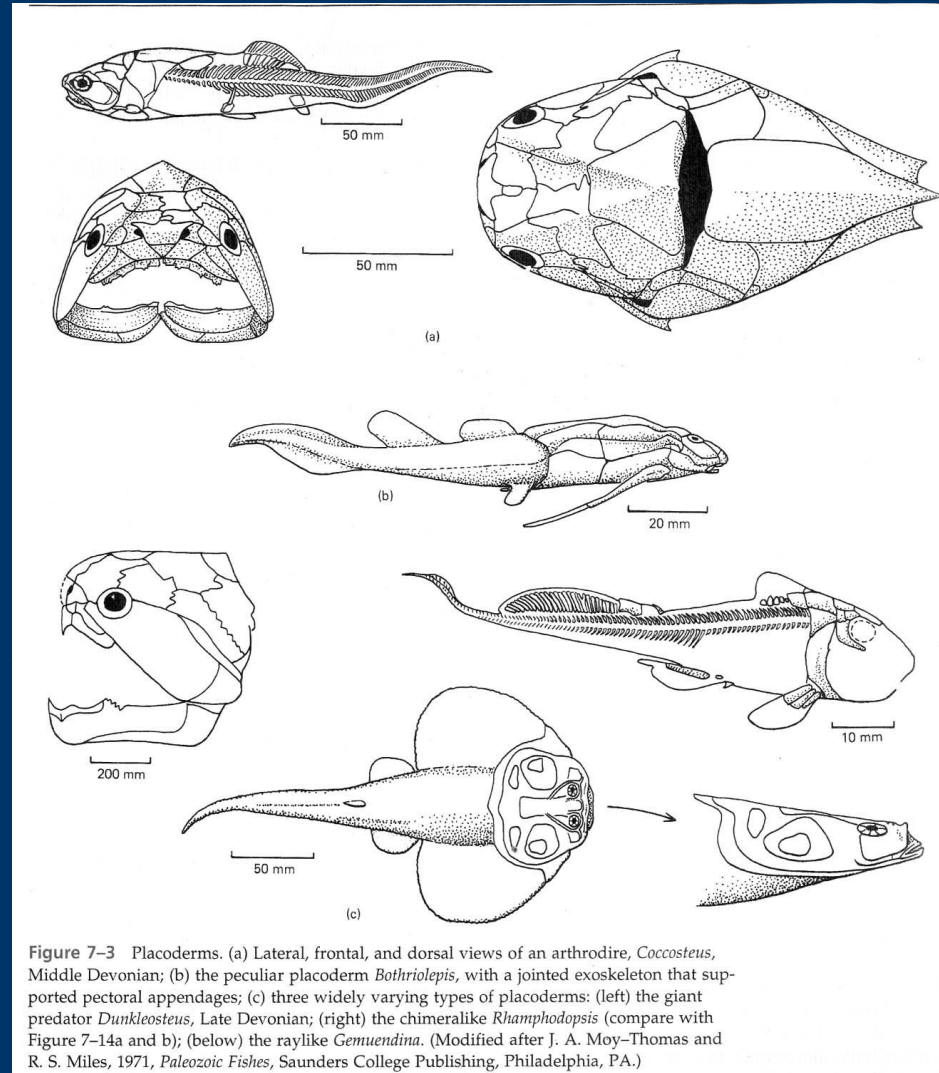 50 mm
50 mm
(a)
(b)
20 mm
200 mm
10 mm
50 mm
(c)
Figure 7–3 Placoderms. (a) Lateral, frontal, and dorsal views of an arthrodire, Coccosteus,
Middle Devonian; (b) the peculiar placoderm Bothriolepis, with a jointed exoskeleton that sup-
ported pectoral appendages; (c) three widely varying types of placoderms: (left) the giant
predator Dunkleosteus, Late Devonian; (right) the chimeralike Rhamphodopsis (compare with
Figure 7–14a and b); (below) the raylike Gemuendina. (Modified after J. A. Moy–Thomas and
R. S. Miles, 1971, Paleozoic Fishes, Saunders College Publishing, Philadelphia, PA.)